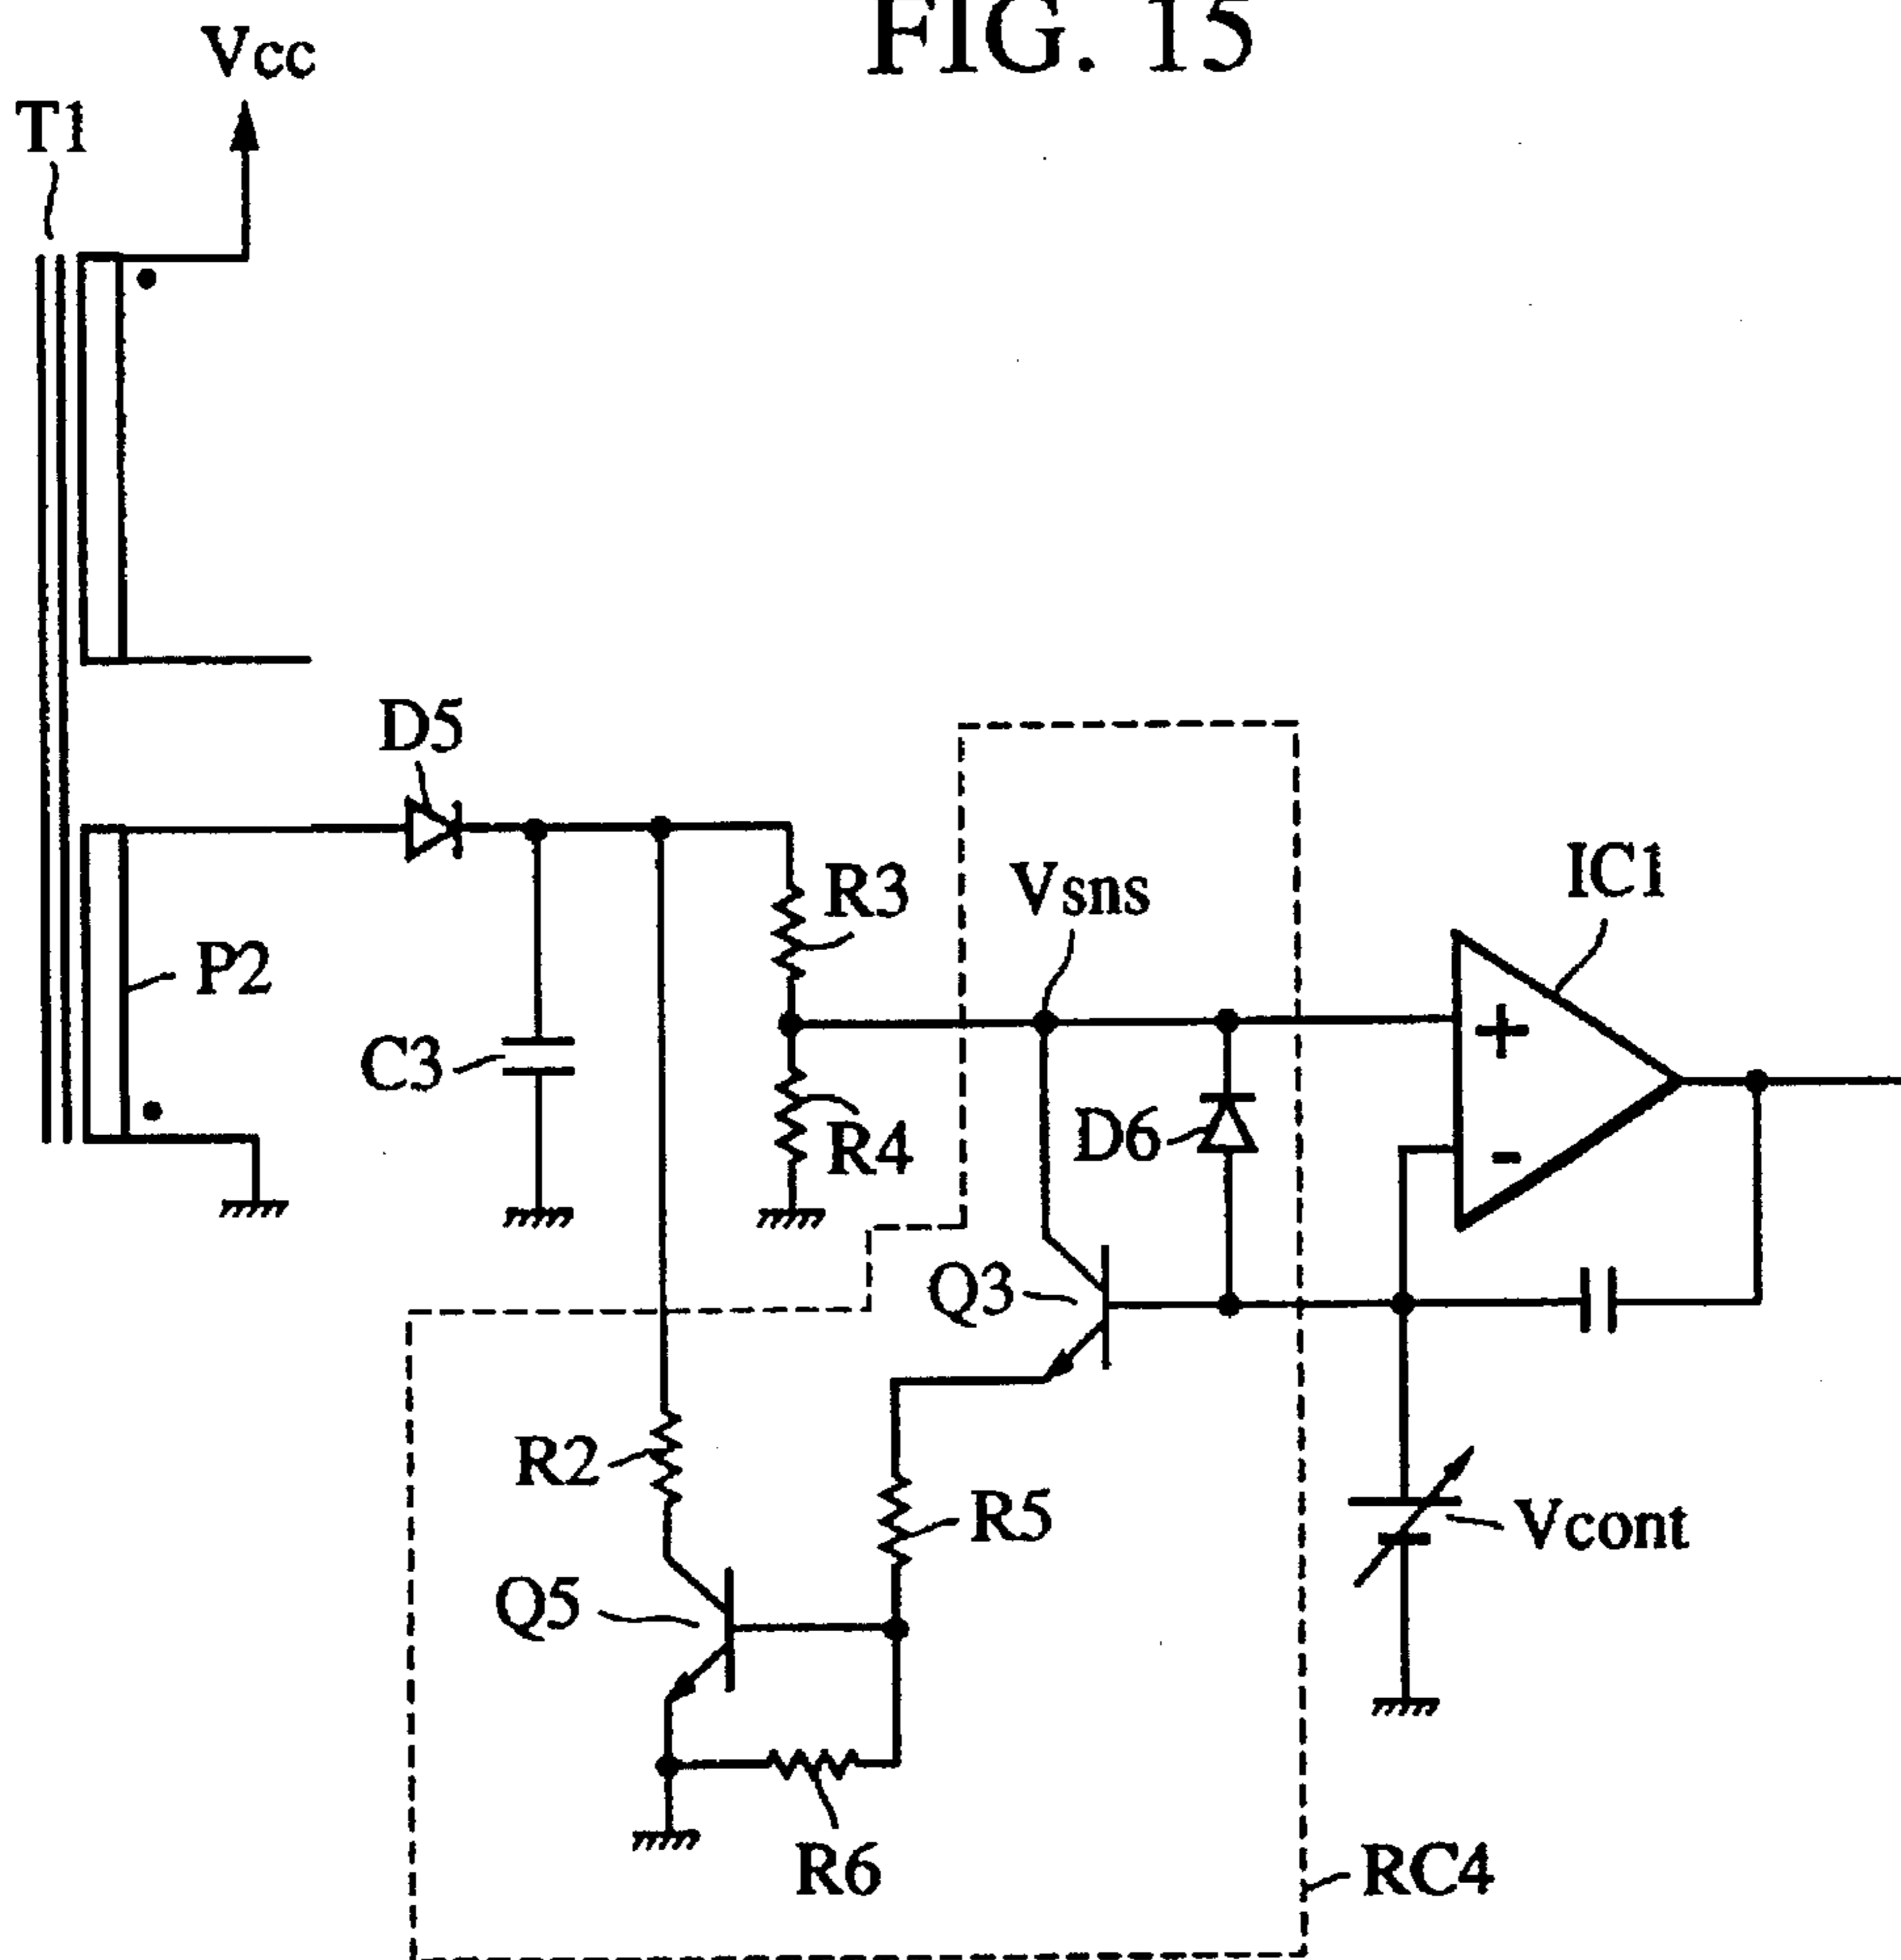 FIG. 15
Vcc
T1
D5
R3
Vsns
IC1
P2
+
C3
D6
R4
-
Q3
R2
R5
Vcont
Q5
R6
RC4